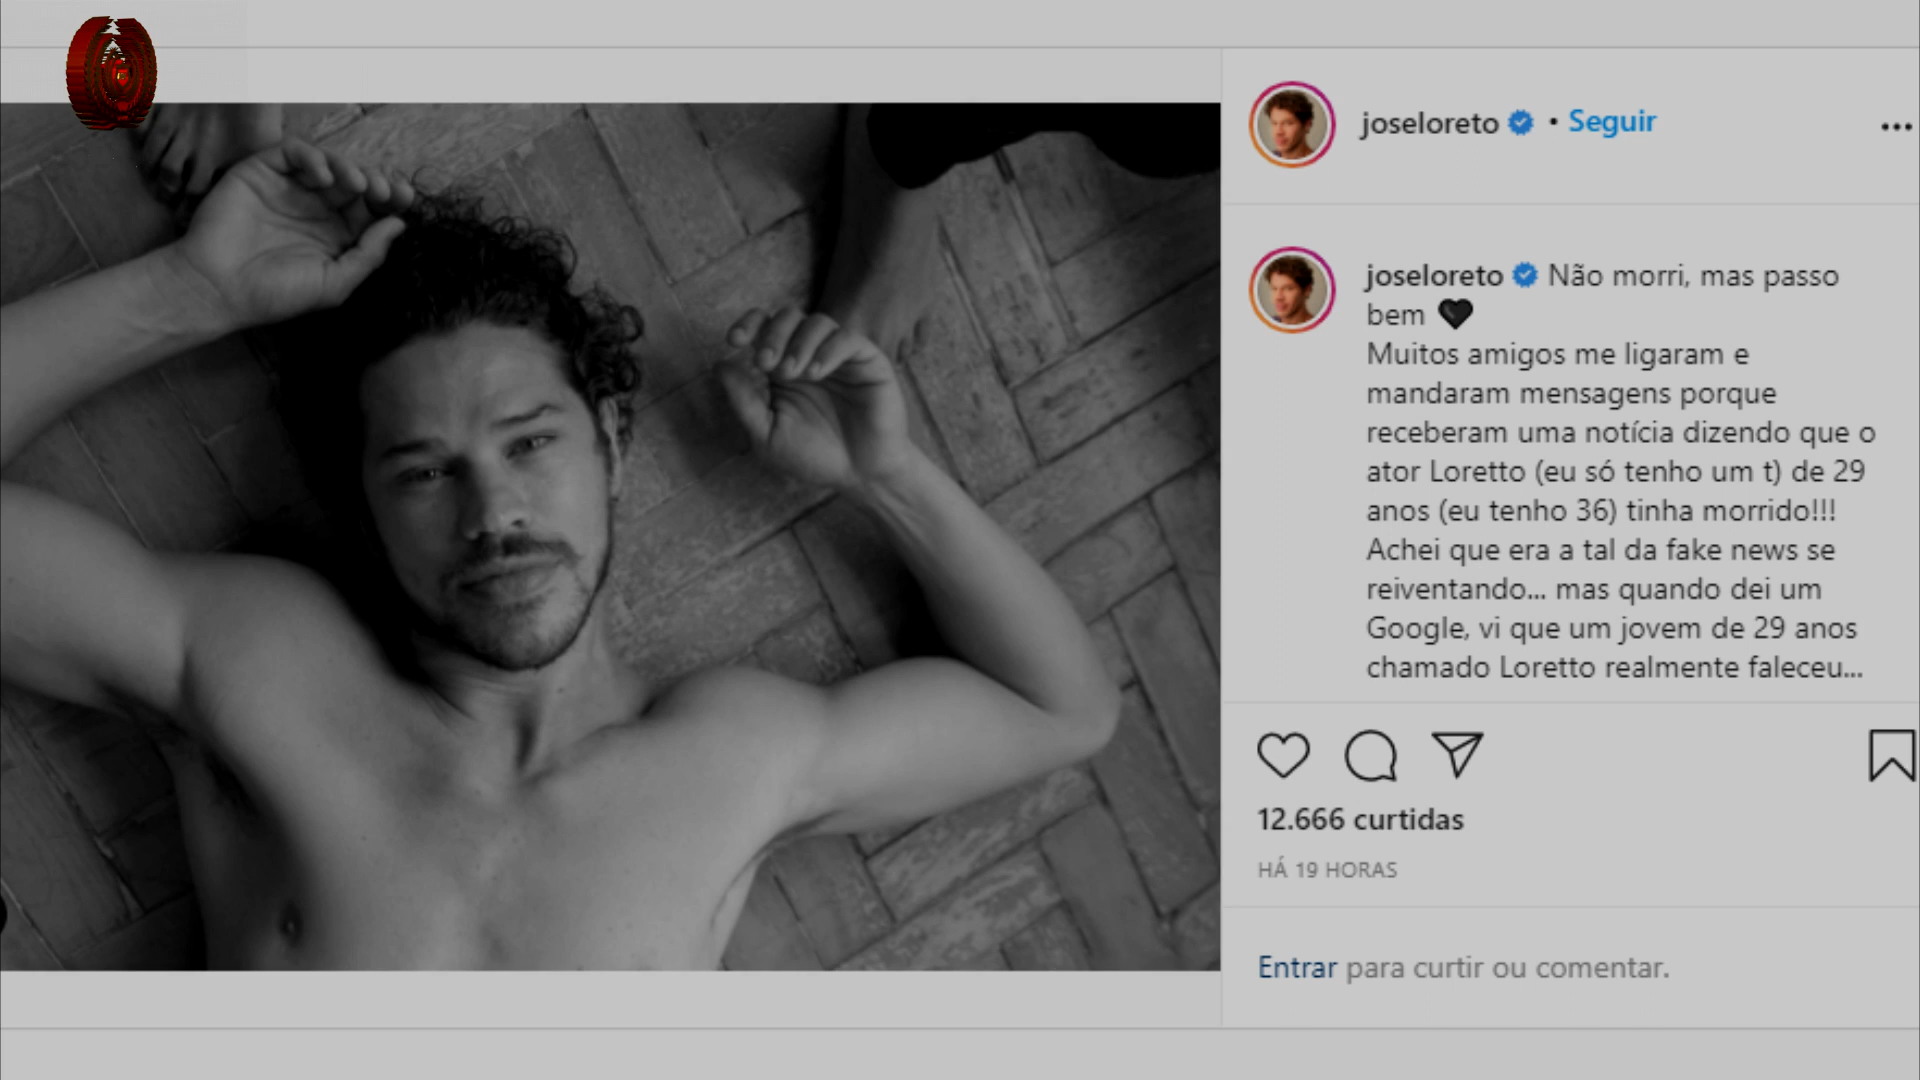 joseloreto • Seguir
joseloreto Não morri, mas passo
bem 🖤
Muitos amigos me ligaram e
mandaram mensagens porque
receberam uma notícia dizendo que o
ator Loretto (eu só tenho um t) de 29
anos (eu tenho 36) tinha morrido!!!
Achei que era a tal da fake news se
reiventando... mas quando dei um
Google, vi que um jovem de 29 anos
chamado Loretto realmente faleceu...
12.666 curtidas
HÁ 19 HORAS
Entrar para curtir ou comentar.